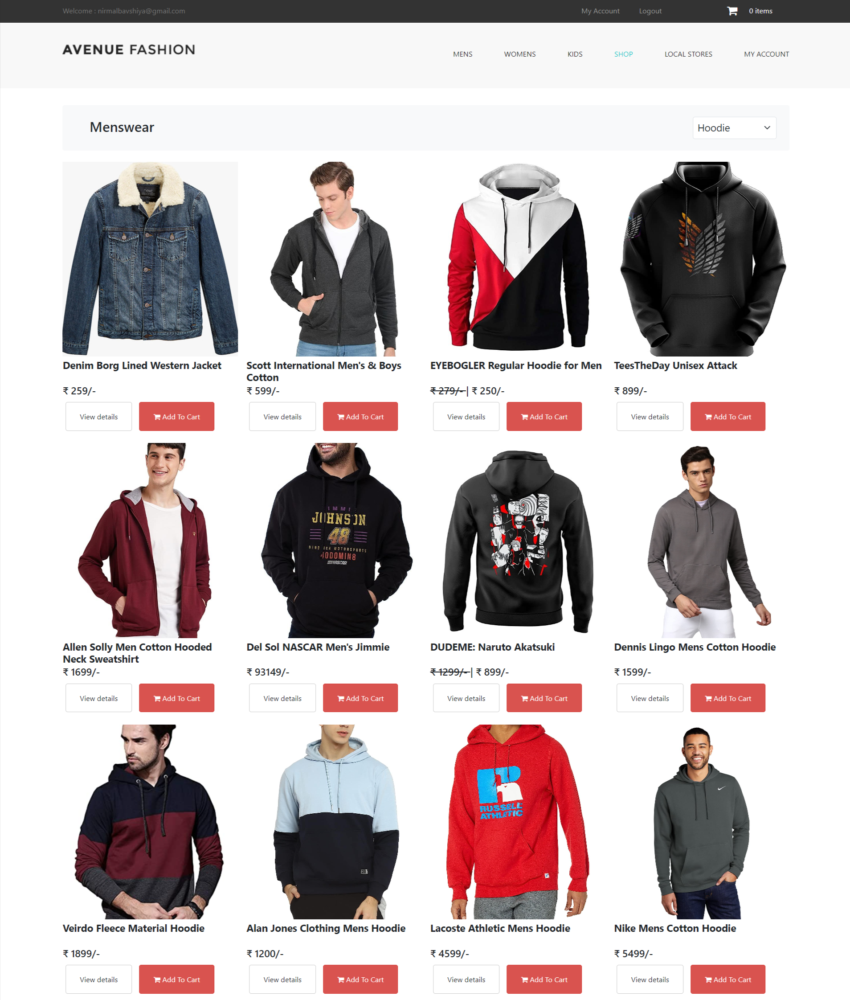 Welcome : nirmalbavshiya@gmail.com My Account Logout 0 items
AVENUE FASHION
MENS WOMENS KIDS SHOP LOCAL STORES MY ACCOUNT
Menswear Hoodie
next
Denim Borg Lined Western Jacket
₹ 259/-
View details Add To Cart
Scott International Men's & Boys
Cotton
₹ 599/-
View details Add To Cart
EYEBOGLER Regular Hoodie for Men
₹ 279/- | ₹ 250/-
View details Add To Cart
TeesTheDay Unisex Attack
₹ 899/-
View details Add To Cart
Allen Solly Men Cotton Hooded
Neck Sweatshirt
₹ 1699/-
View details Add To Cart
JOHNSON
48
MOTORSPORTS
NASCAR
Del Sol NASCAR Men's Jimmie
₹ 93149/-
View details Add To Cart
DUDEME: Naruto Akatsuki
₹ 1299/- | ₹ 899/-
View details Add To Cart
Dennis Lingo Mens Cotton Hoodie
₹ 1599/-
View details Add To Cart
Veirdo Fleece Material Hoodie
₹ 1899/-
View details Add To Cart
Alan Jones Clothing Mens Hoodie
₹ 1200/-
View details Add To Cart
R
RUSSELL
ATHLETIC
Lacoste Athletic Mens Hoodie
₹ 4599/-
View details Add To Cart
Nike Mens Cotton Hoodie
₹ 5499/-
View details Add To Cart